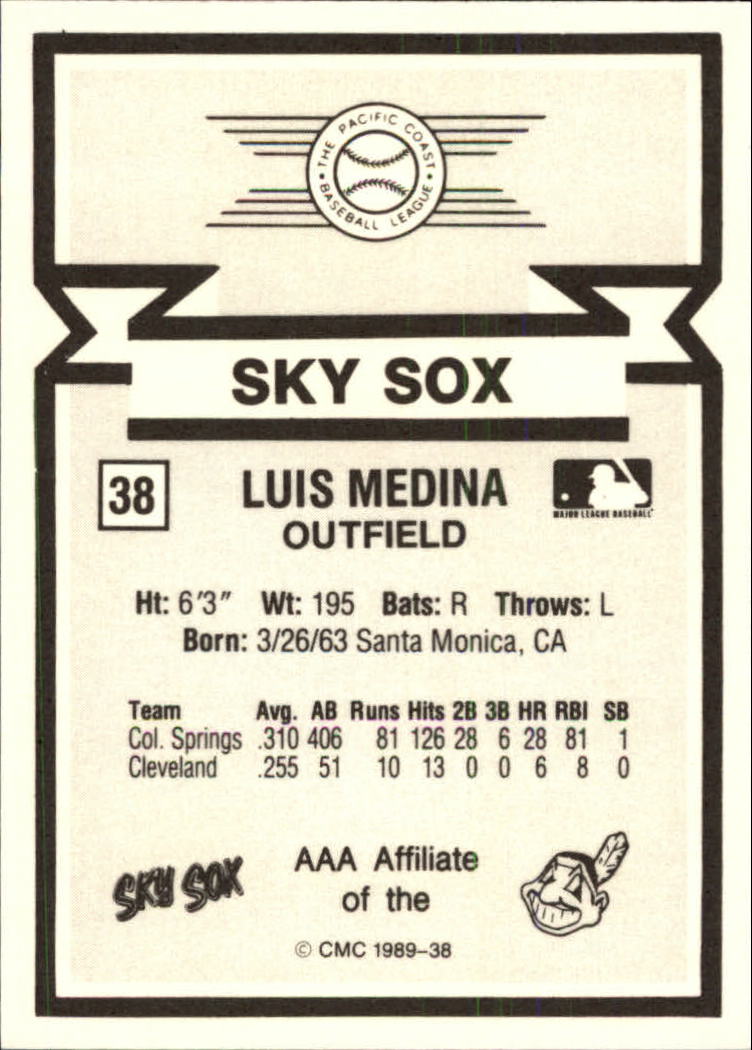 THE PACIFIC COAST
BASEBALL LEAGUE
SKY SOX
38
LUIS MEDINA
OUTFIELD
MAJOR LEAGUE BASEBALL
Ht: 6'3" Wt: 195 Bats: R Throws: L
Born: 3/26/63 Santa Monica, CA
Team Avg. AB Runs Hits 2B 3B HR RBI SB
Col. Springs .310 406 81 126 28 6 28 81 1
Cleveland .255 51 10 13 0 0 6 8 0
SKY SOX
AAA Affiliate
of the
© CMC 1989–38